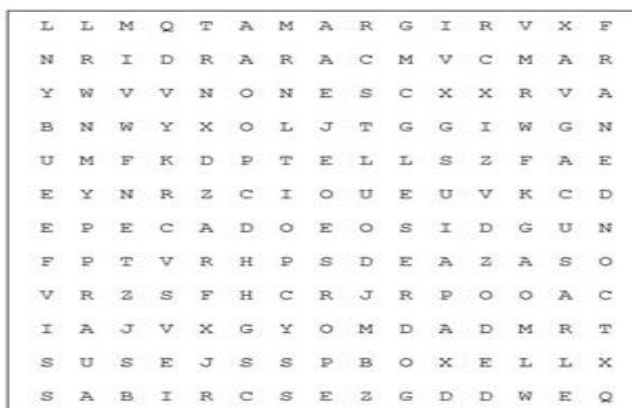 L L M Q T A M A R G I R V X F
N R I D R A R A C M V C M A R
Y W V V N O N E S C X X R V A
B N W Y X O L J T G G I W G N
U M F K D P T E L L S Z F A E
E Y N R Z C I O U E U V K C D
E P E C A D O E O S I D G U N
F P T V R H P S D E A Z A S O
V R Z S F H C R J R P O O A C
I A J V X G Y O M D A D M R T
S U S E J S S P B O X E L L X
S A B I R C S E Z G D D W E Q